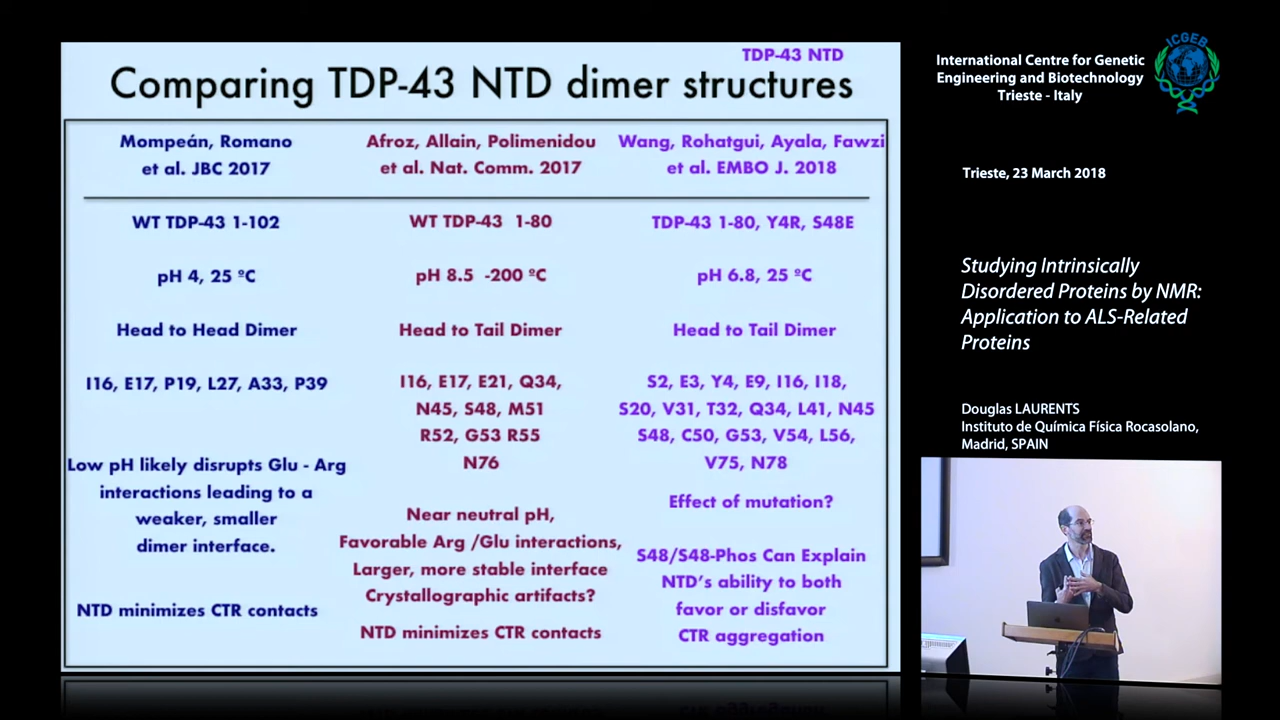 TDP-43 NTD
Comparing TDP-43 NTD dimer structures
Mompeán, Romano
et al. JBC 2017
WT TDP-43 1-102
pH 4, 25 ºC
Head to Head Dimer
I16, E17, P19, L27, A33, P39
Low pH likely disrupts Glu - Arg
interactions leading to a
weaker, smaller
dimer interface.
NTD minimizes CTR contacts
Afroz, Allain, Polimenidou
et al. Nat. Comm. 2017
WT TDP-43 1-80
pH 8.5 -200 ºC
Head to Tail Dimer
I16, E17, E21, Q34,
N45, S48, M51
R52, G53 R55
N76
Near neutral pH,
Favorable Arg /Glu interactions,
Larger, more stable interface
Crystallographic artifacts?
NTD minimizes CTR contacts
Wang, Rohatgui, Ayala, Fawzi
et al. EMBO J. 2018
TDP-43 1-80, Y4R, S48E
pH 6.8, 25 ºC
Head to Tail Dimer
S2, E3, Y4, E9, I16, I18,
S20, V31, T32, Q34, L41, N45
S48, C50, G53, V54, L56,
V75, N78
Effect of mutation?
S48/S48-Phos Can Explain
NTD's ability to both
favor or disfavor
CTR aggregation
International Centre for Genetic
Engineering and Biotechnology
Trieste - Italy
ICGEB
Trieste, 23 March 2018
Studying Intrinsically
Disordered Proteins by NMR:
Application to ALS-Related
Proteins
Douglas LAURENTS
Instituto de Química Física Rocasolano,
Madrid, SPAIN